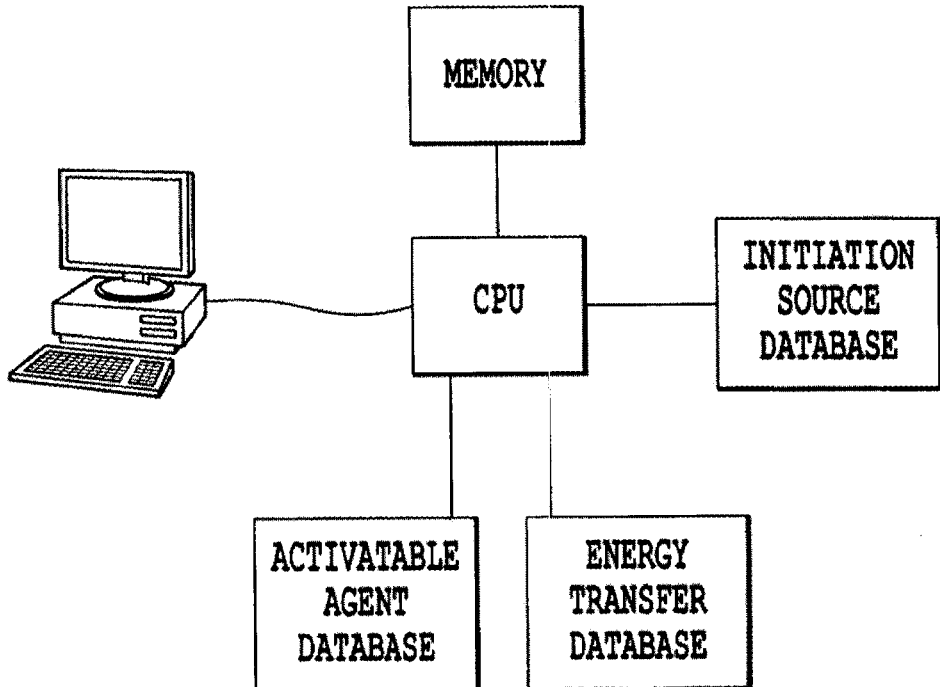 MEMORY
CPU
INITIATION
SOURCE
DATABASE
ACTIVATABLE
AGENT
DATABASE
ENERGY
TRANSFER
DATABASE